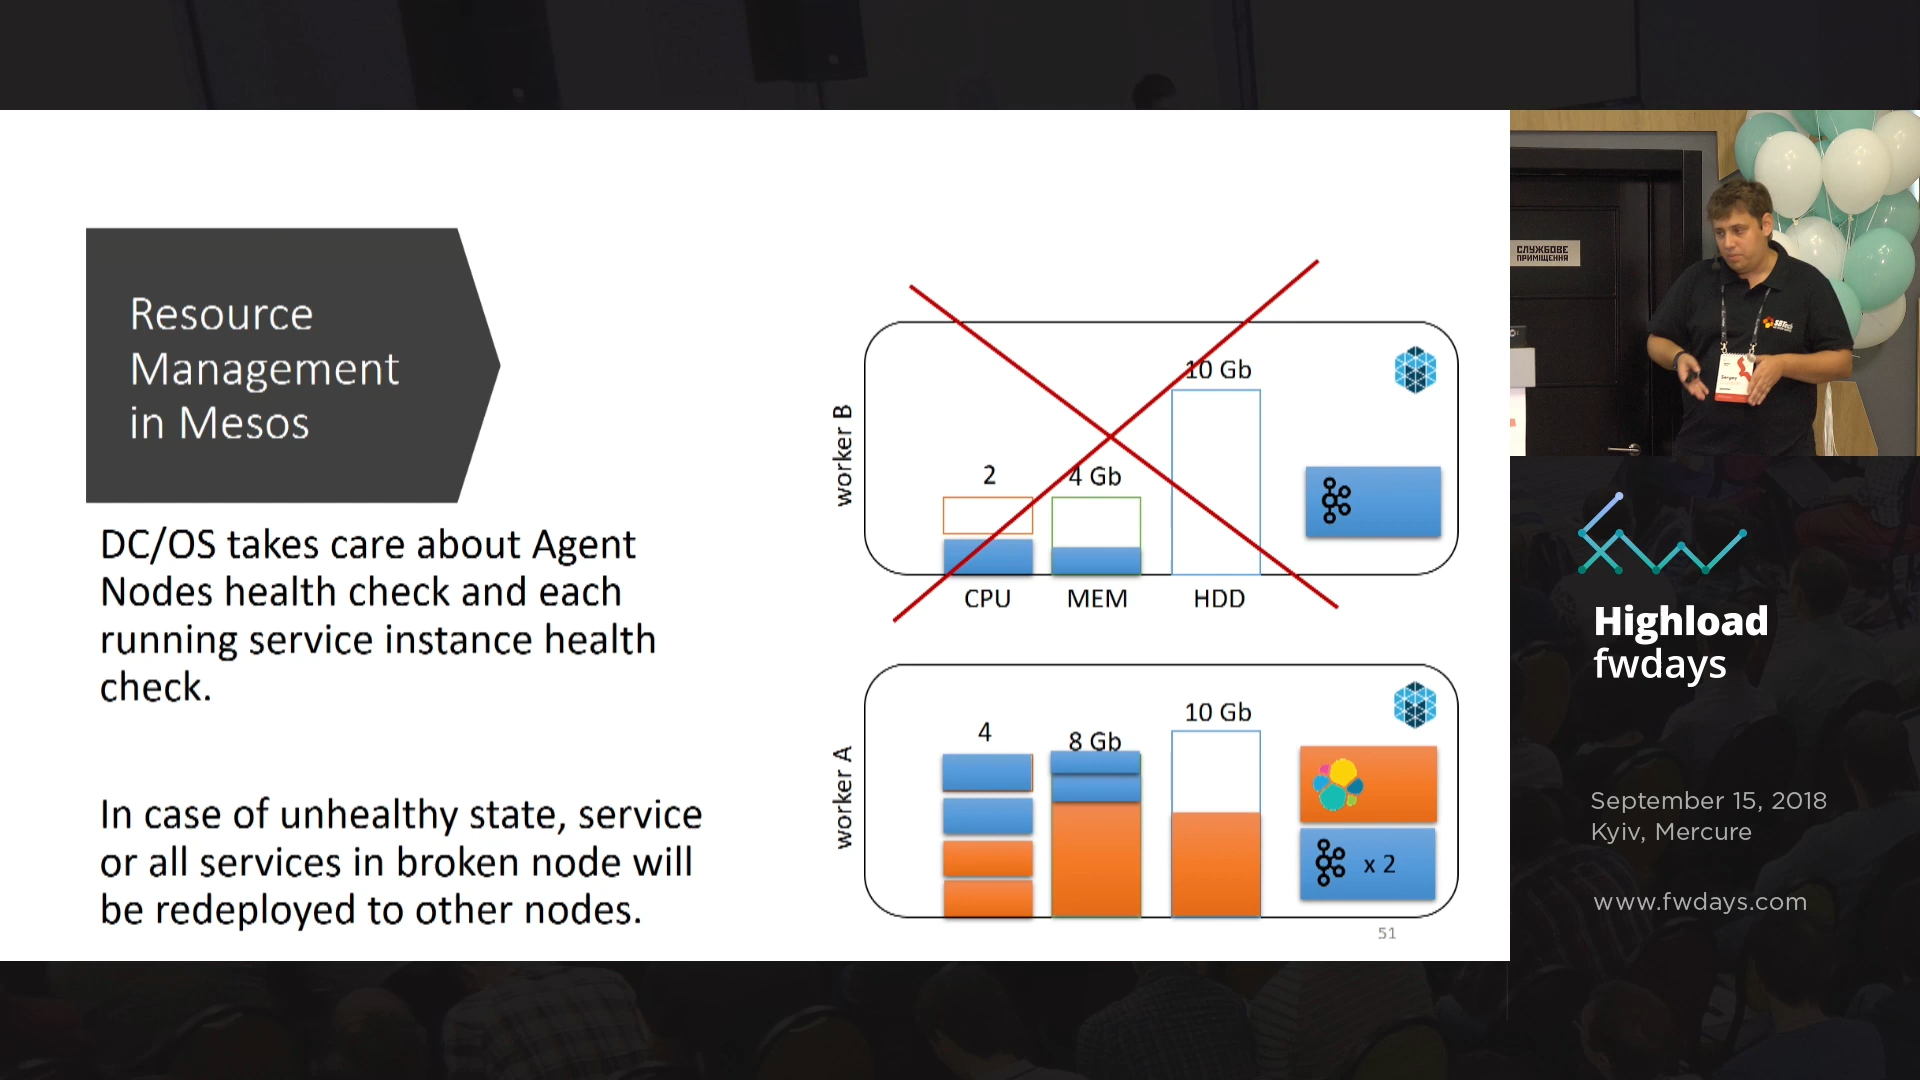 Resource
Management
in Mesos
DC/OS takes care about Agent
Nodes health check and each
running service instance health
check.
In case of unhealthy state, service
or all services in broken node will
be redeployed to other nodes.
worker B
2
4 Gb
10 Gb
CPU
MEM
HDD
worker A
4
8 Gb
10 Gb
x 2
51
СЛУЖБОВЕ
ПРИМІЩЕННЯ
SBTech
Sergey
Highload
fwdays
September 15, 2018
Kyiv, Mercure
www.fwdays.com